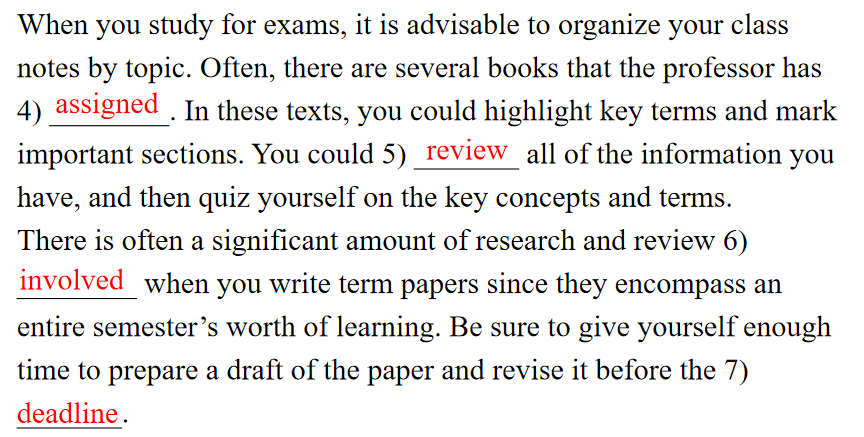 When you study for exams, it is advisable to organize your class
notes by topic. Often, there are several books that the professor has
4) assigned. In these texts, you could highlight key terms and mark
important sections. You could 5) review all of the information you
have, and then quiz yourself on the key concepts and terms.
There is often a significant amount of research and review 6)
involved when you write term papers since they encompass an
entire semester’s worth of learning. Be sure to give yourself enough
time to prepare a draft of the paper and revise it before the 7)
deadline.